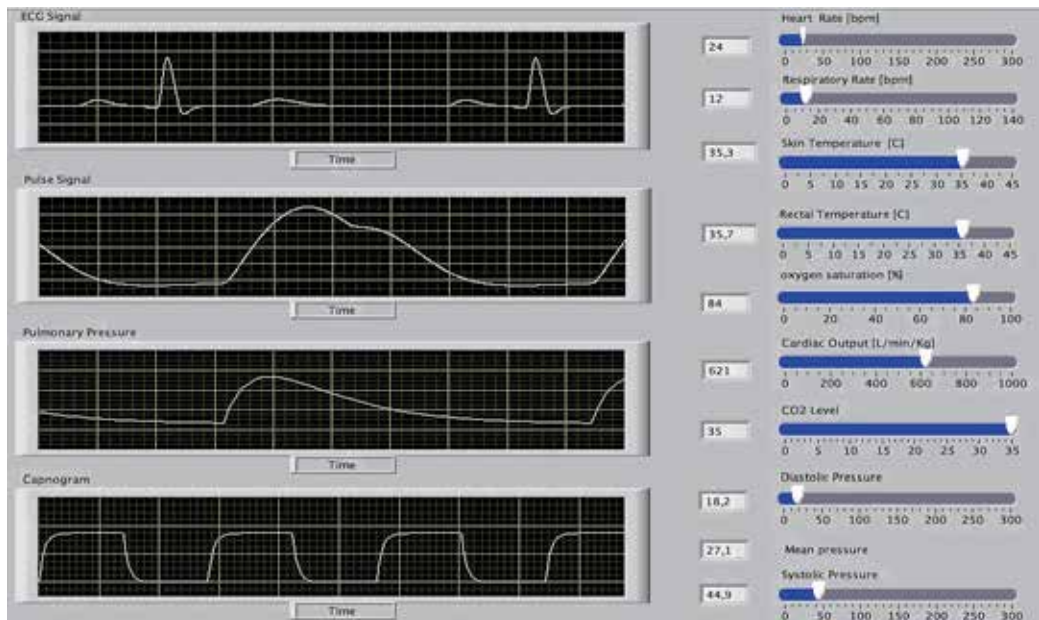 ECG Signal
Time
Pulse Signal
Time
Pulmonary Pressure
Time
Capnogram
Time
Heart Rate [bpm]
24
0 50 100 150 200 250 300
Respiratory Rate [bpm]
12
0 20 40 60 80 100 120 140
Skin Temperature [C]
35,3
0 5 10 15 20 25 30 35 40 45
Rectal Temperature [C]
35,7
0 5 10 15 20 25 30 35 40 45
oxygen saturation [%]
84
0 20 40 60 80 100
Cardiac Output [L/min/Kg]
621
0 200 400 600 800 1000
CO2 Level
35
0 5 10 15 20 25 30 35
Diastolic Pressure
18,2
0 50 100 150 200 250 300
27,1
Mean pressure
Systolic Pressure
44,9
0 50 100 150 200 250 300